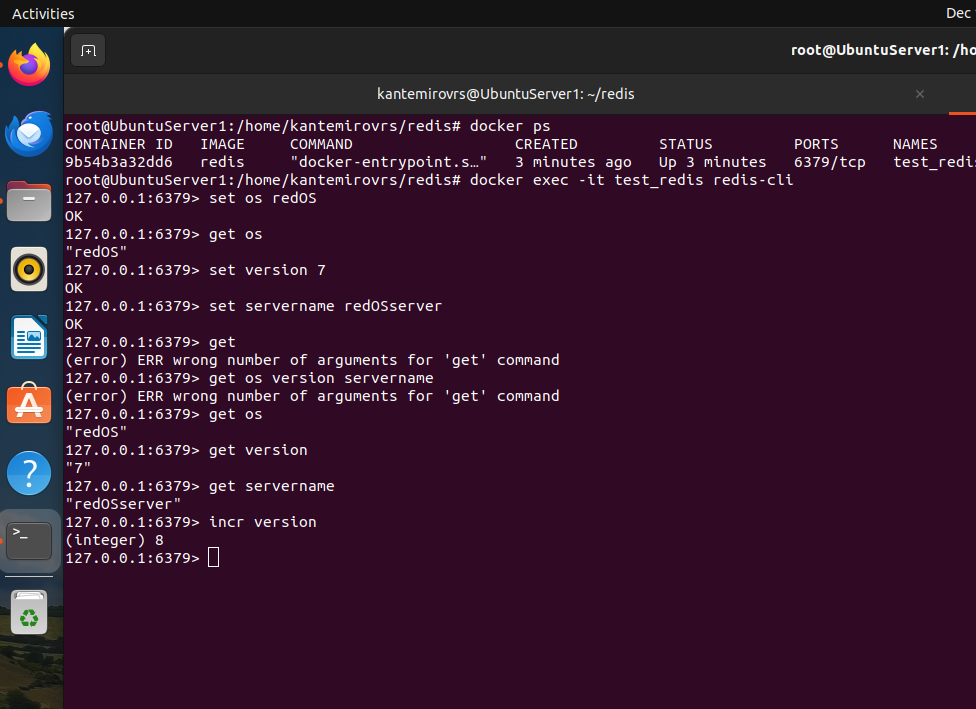 Activities
Dec
root@UbuntuServer1: /ho
kantemirovrs@UbuntuServer1: ~/redis
root@UbuntuServer1:/home/kantemirovrs/redis# docker ps
CONTAINER ID   IMAGE     COMMAND                  CREATED         STATUS         PORTS      NAMES
9b54b3a32dd6   redis     "docker-entrypoint.s…"   3 minutes ago   Up 3 minutes   6379/tcp   test_redis
root@UbuntuServer1:/home/kantemirovrs/redis# docker exec -it test_redis redis-cli
127.0.0.1:6379> set os redOS
OK
127.0.0.1:6379> get os
"redOS"
127.0.0.1:6379> set version 7
OK
127.0.0.1:6379> set servername redOSserver
OK
127.0.0.1:6379> get
(error) ERR wrong number of arguments for 'get' command
127.0.0.1:6379> get os version servername
(error) ERR wrong number of arguments for 'get' command
127.0.0.1:6379> get os
"redOS"
127.0.0.1:6379> get version
"7"
127.0.0.1:6379> get servername
"redOSserver"
127.0.0.1:6379> incr version
(integer) 8
127.0.0.1:6379>